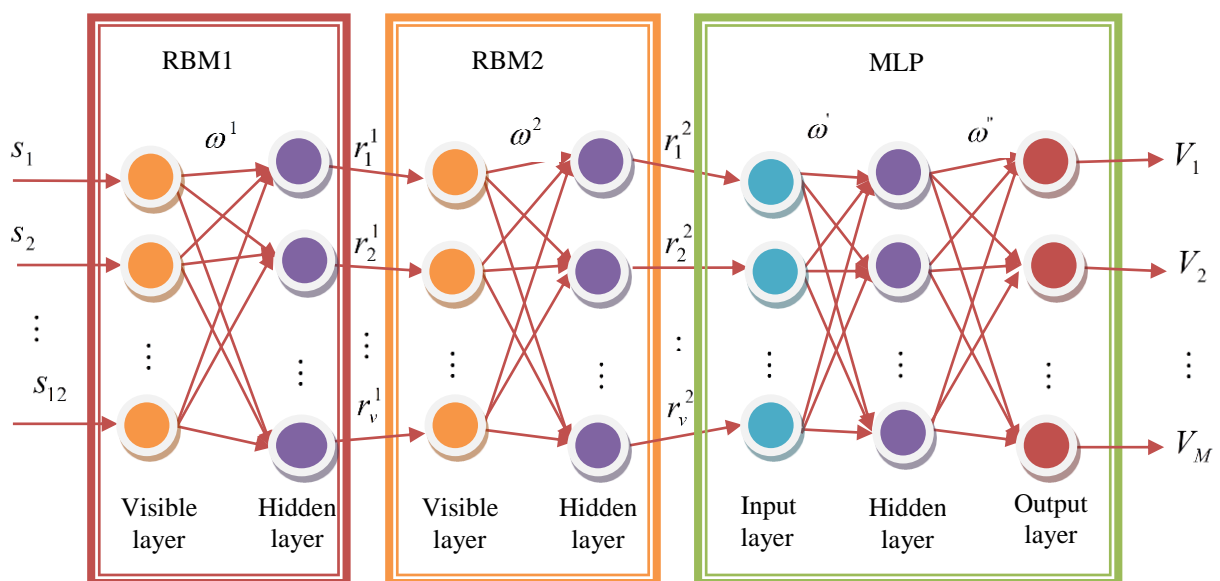 RBM1
RBM2
MLP
s₁
s₂
⋮
s₁₂
ω¹
⋮
⋮
r₁¹
r₂¹
⋮
rᵥ¹
ω²
⋮
⋮
r₁²
r₂²
⋮
rᵥ²
ω'
ω"
⋮
⋮
⋮
V₁
V₂
⋮
V_M
Visible
layer
Hidden
layer
Visible
layer
Hidden
layer
Input
layer
Hidden
layer
Output
layer